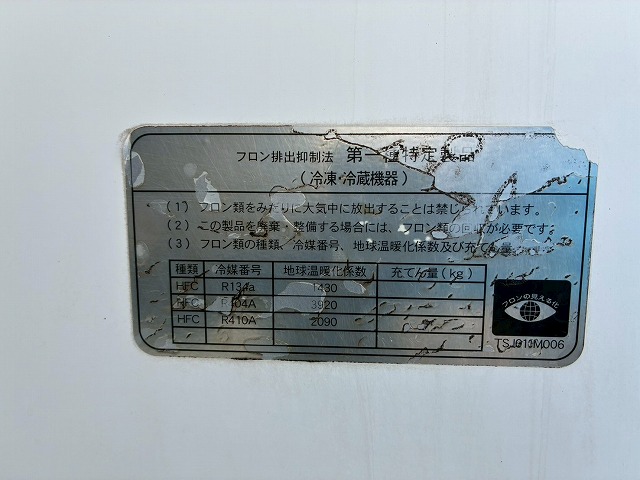 フロン排出抑制法 第一種特定製品
(冷凍・冷蔵機器)
(1) フロン類をみだりに大気中に放出することは禁じられています。
(2) この製品を廃棄・整備する場合には、フロン類の回収が必要です。
(3) フロン類の種類、冷媒番号、地球温暖化係数及び充てん量
種類 冷媒番号 地球温暖化係数 充てん量(kg)
HFC R134a 1430
HFC R404A 3920
HFC R410A 2090
フロンの見える化
TSJ011M006